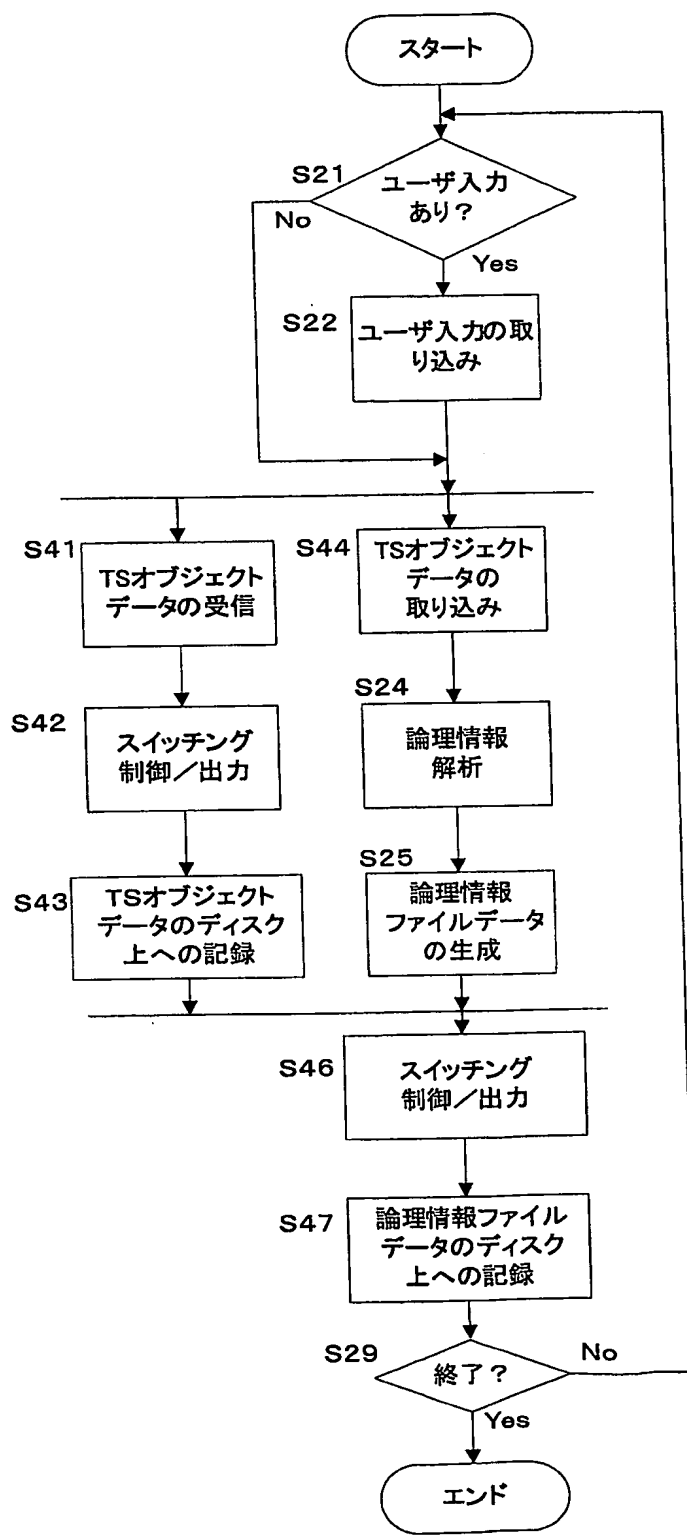 スタート
S21
ユーザ入力
あり？
No
Yes
S22
ユーザ入力の取
り込み
S41
TSオブジェクト
データの受信
S44
TSオブジェクト
データの
取り込み
S42
スイッチング
制御／出力
S24
論理情報
解析
S43
TSオブジェクト
データのディスク
上への記録
S25
論理情報
ファイルデータ
の生成
S46
スイッチング
制御／出力
S47
論理情報ファイル
データのディスク
上への記録
S29
終了？
No
Yes
エンド